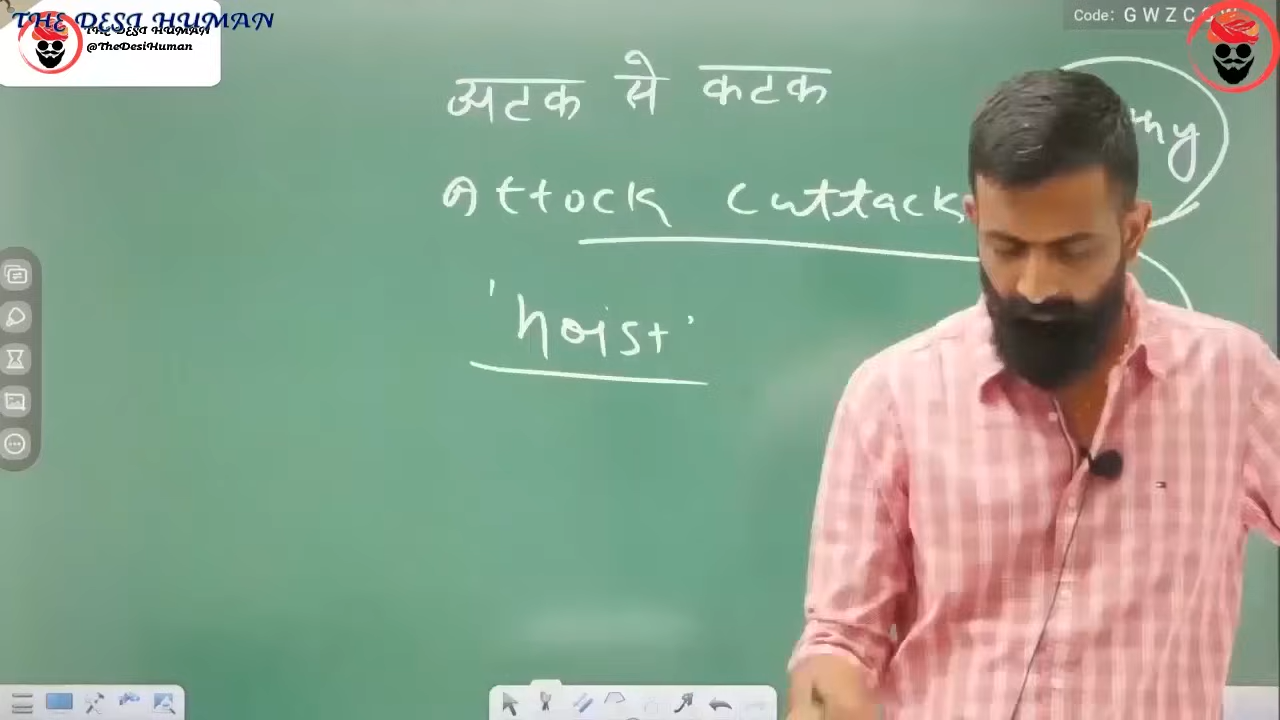 THE DESI HUMAN
THE DESI HUMAN
@TheDesiHuman
Code: G W Z C
अटक से कटक
Attock Cuttack
'hoist'